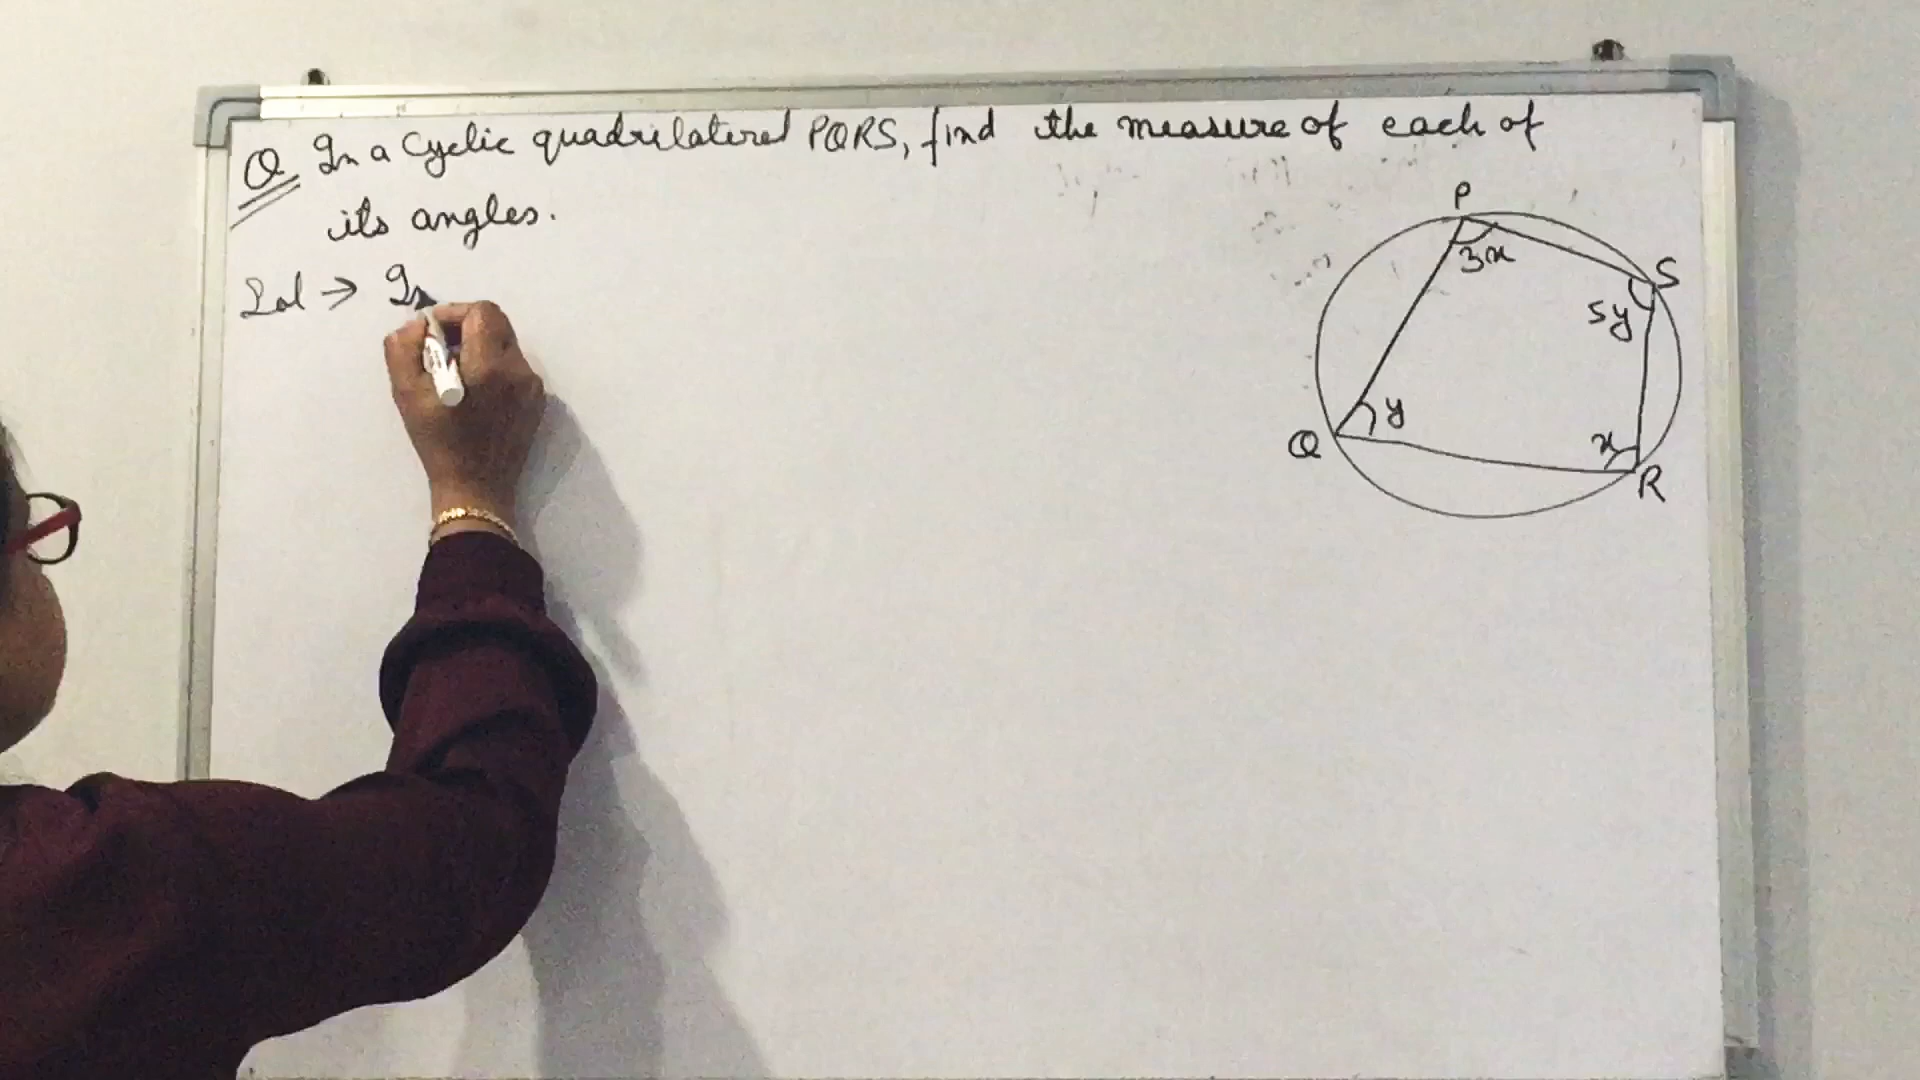 Q In a Cyclic quadrilateral PQRS, find the measure of each of
its angles.
Sol → In
P
3x
S
5y
y
Q
x
R